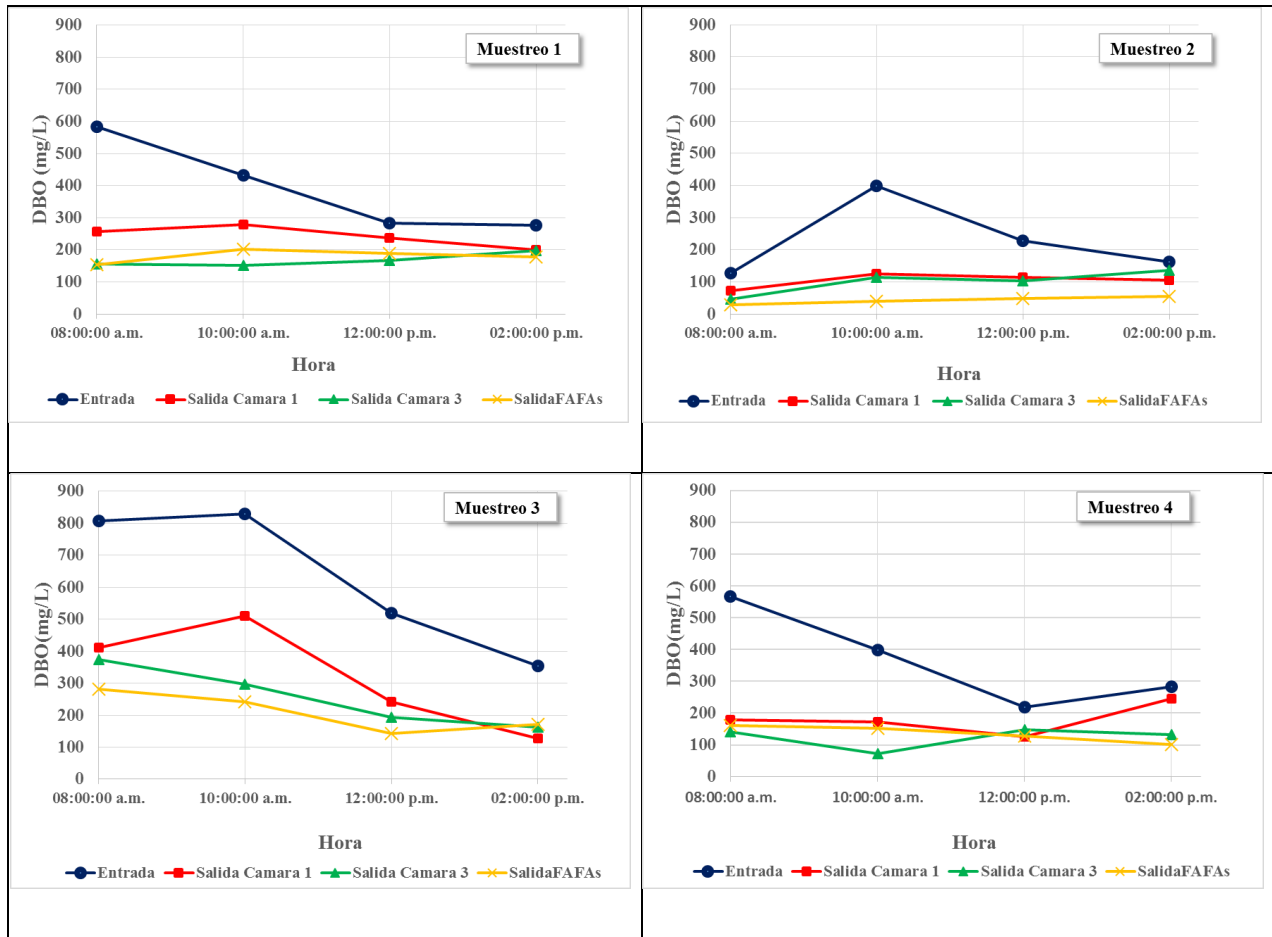 Muestreo 1
DBO (mg/L)
900
800
700
600
500
400
300
200
100
0
08:00:00 a.m. 10:00:00 a.m. 12:00:00 p.m. 02:00:00 p.m.
Hora
Entrada Salida Camara 1 Salida Camara 3 SalidaFAFAs
Muestreo 2
DBO (mg/L)
900
800
700
600
500
400
300
200
100
0
08:00:00 a.m. 10:00:00 a.m. 12:00:00 p.m. 02:00:00 p.m.
Hora
Entrada Salida Camara 1 Salida Camara 3 SalidaFAFAs
Muestreo 3
DBO(mg/L)
900
800
700
600
500
400
300
200
100
0
08:00:00 a.m. 10:00:00 a.m. 12:00:00 p.m. 02:00:00 p.m.
Hora
Entrada Salida Camara 1 Salida Camara 3 SalidaFAFAs
Muestreo 4
DBO(mg/L)
900
800
700
600
500
400
300
200
100
0
08:00:00 a.m. 10:00:00 a.m. 12:00:00 p.m. 02:00:00 p.m.
Hora
Entrada Salida Camara 1 Salida Camara 3 SalidaFAFAs